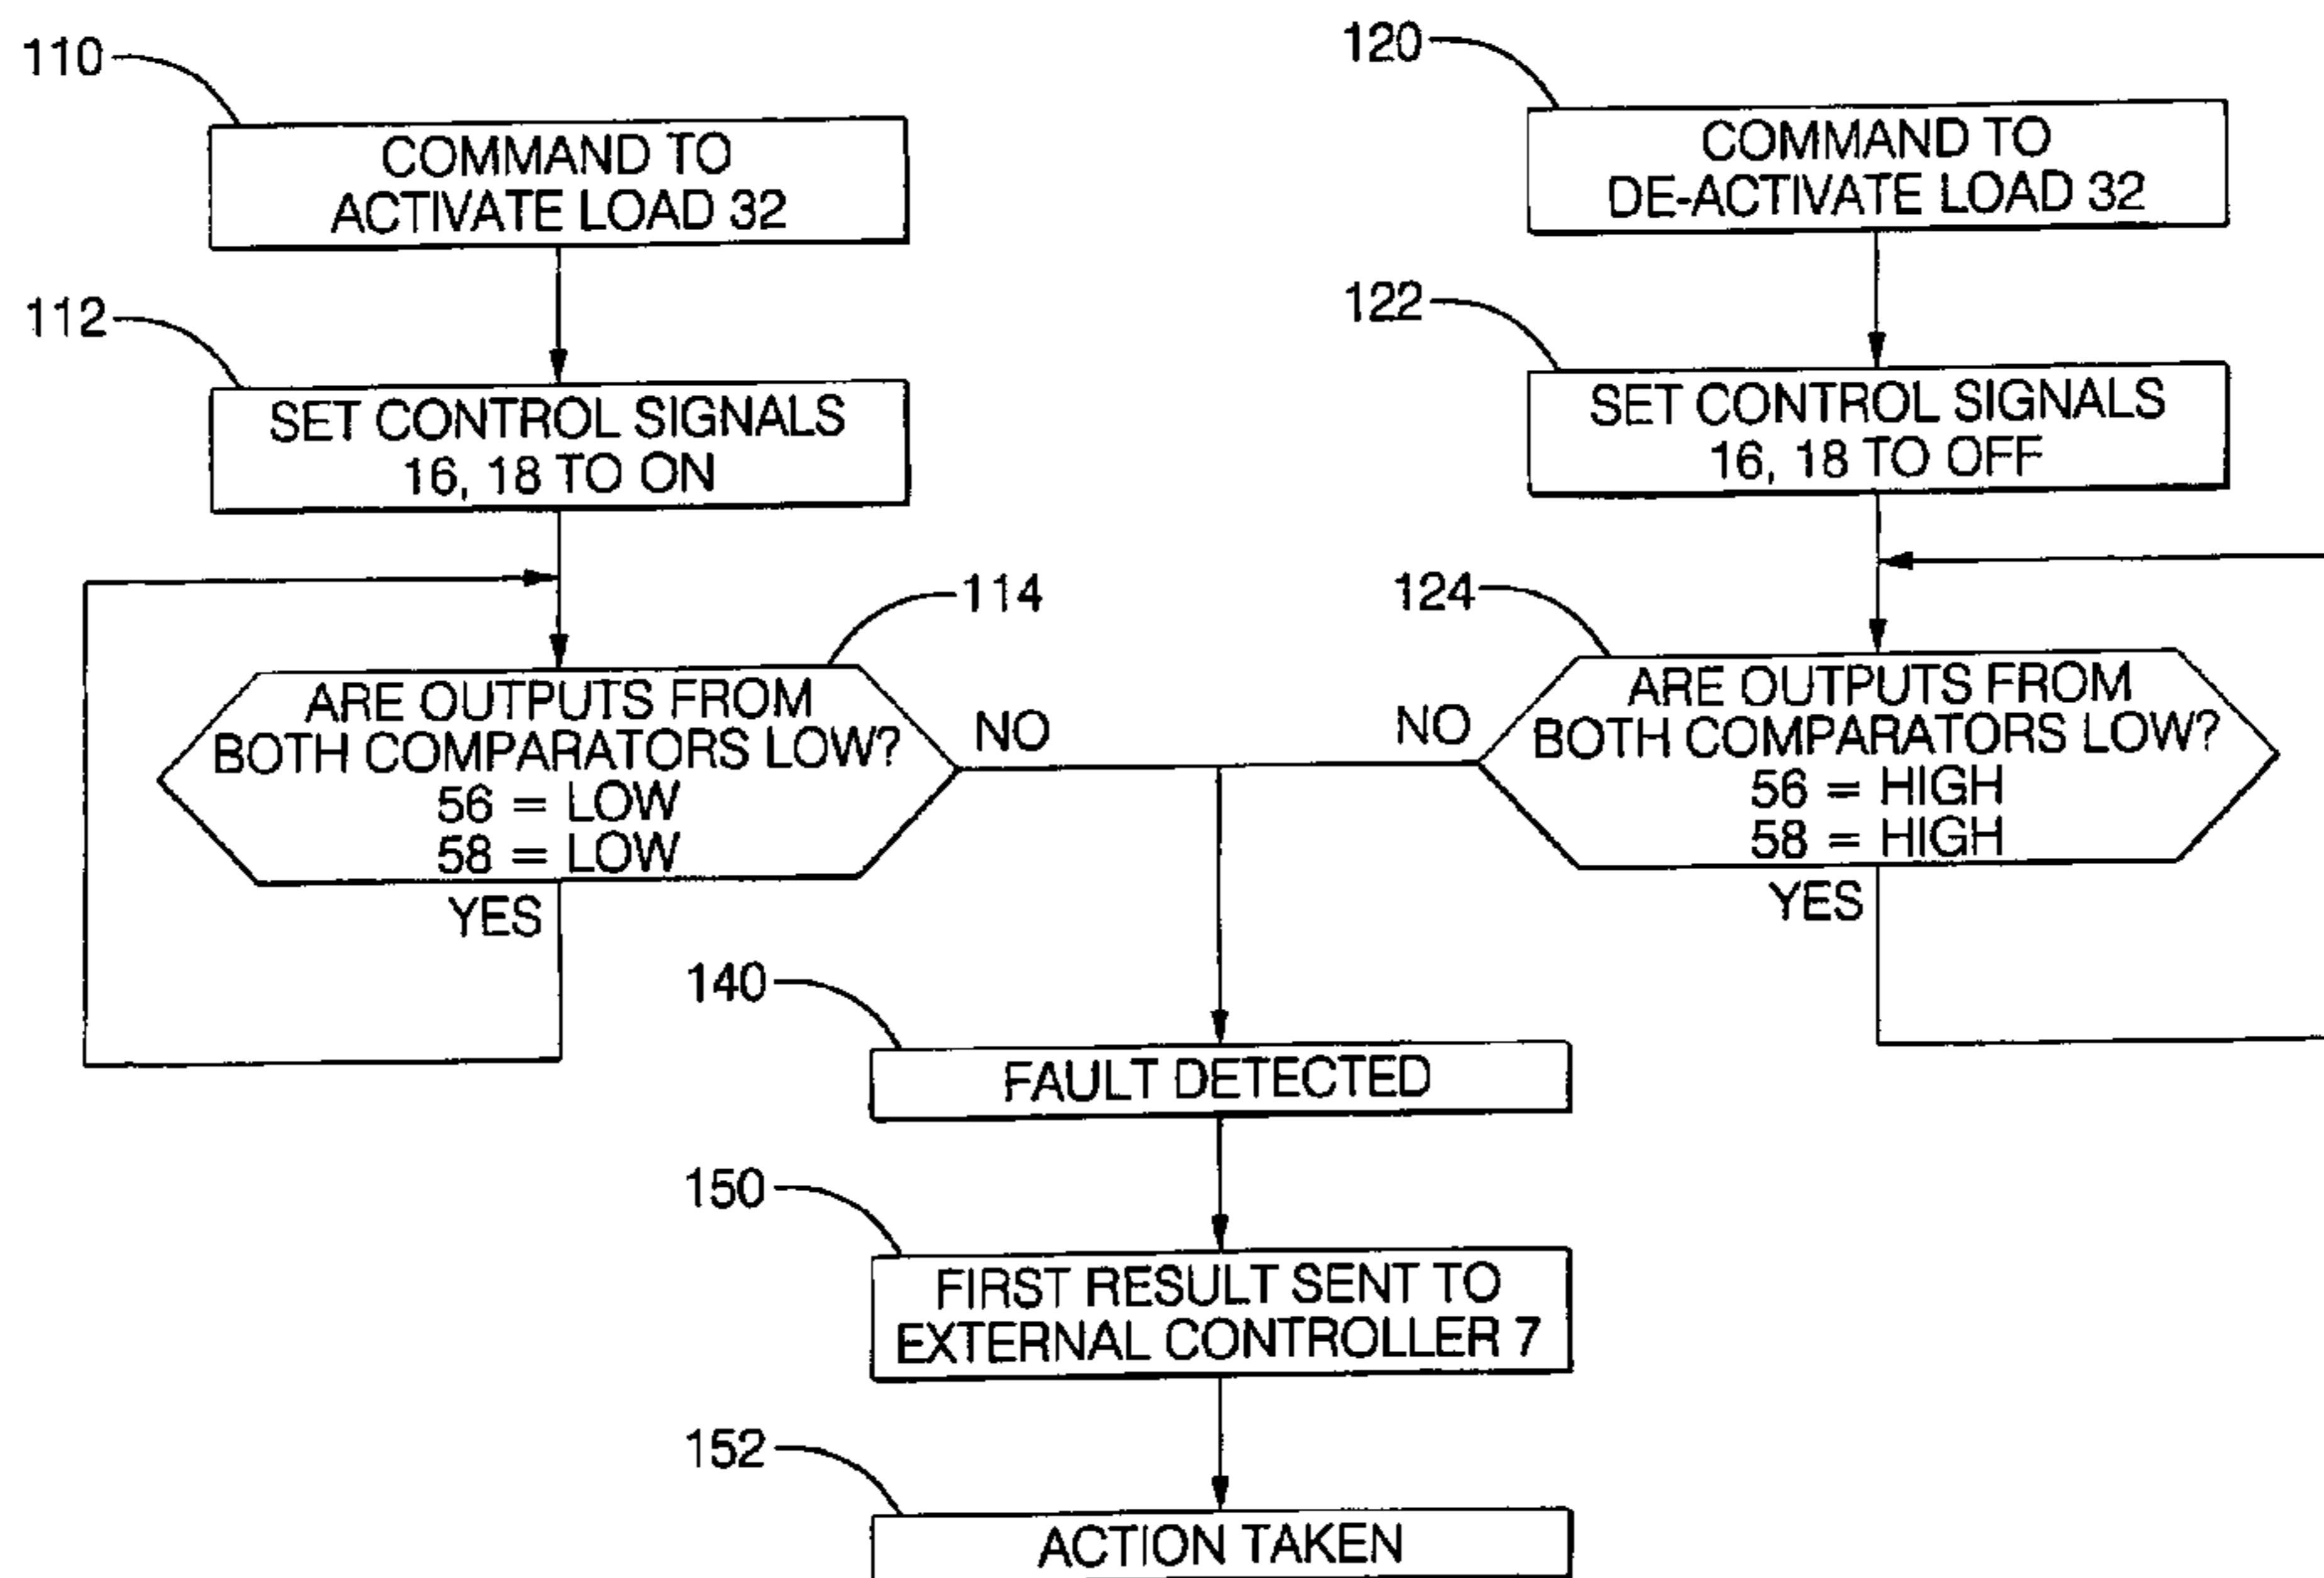 110
COMMAND TO
ACTIVATE LOAD 32
120
COMMAND TO
DE-ACTIVATE LOAD 32
112
SET CONTROL SIGNALS
16, 18 TO ON
122
SET CONTROL SIGNALS
16, 18 TO OFF
114
ARE OUTPUTS FROM
BOTH COMPARATORS LOW?
56 = LOW
58 = LOW
NO
YES
124
ARE OUTPUTS FROM
BOTH COMPARATORS LOW?
56 = HIGH
58 = HIGH
NO
YES
140
FAULT DETECTED
150
FIRST RESULT SENT TO
EXTERNAL CONTROLLER 7
152
ACTION TAKEN